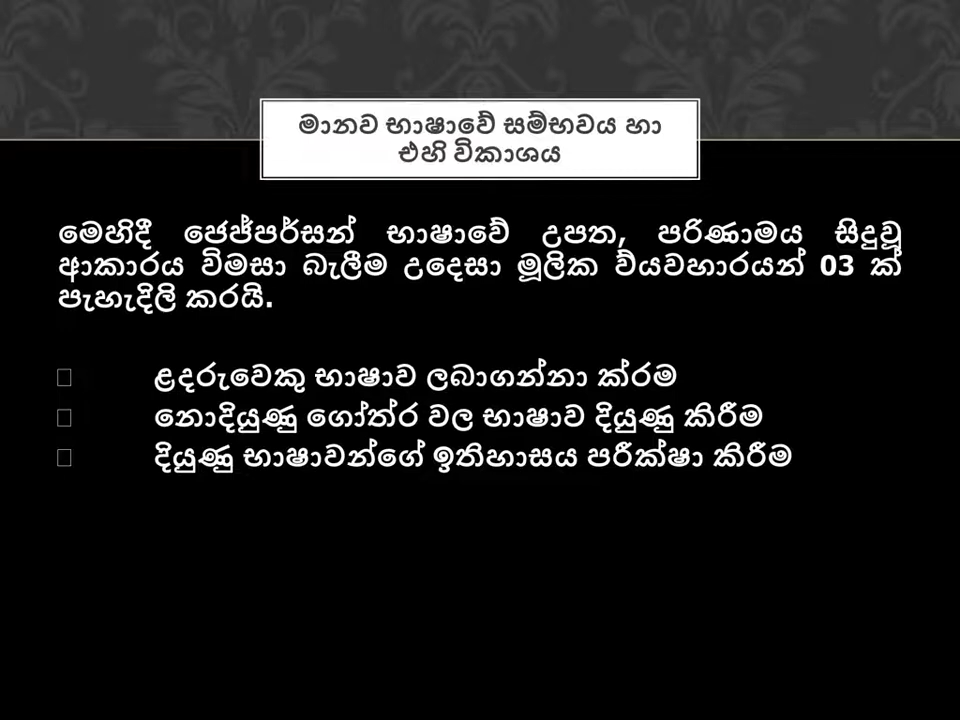 මානව භාෂාවේ සම්භවය හා
එහි විකාශය
මෙහිදී ජෙජ්පර්සන් භාෂාවේ උපත, පරිණාමය සිදුවූ
ආකාරය විමසා බැලීම උදෙසා මූලික ව්යවහාරයන් 03 ක්
පැහැදිලි කරයි.
ළදරුවෙකු භාෂාව ලබාගන්නා ක්රම
නොදියුණු ගෝත්ර වල භාෂාව දියුණු කිරීම
දියුණු භාෂාවන්ගේ ඉතිහාසය පරීක්ෂා කිරීම